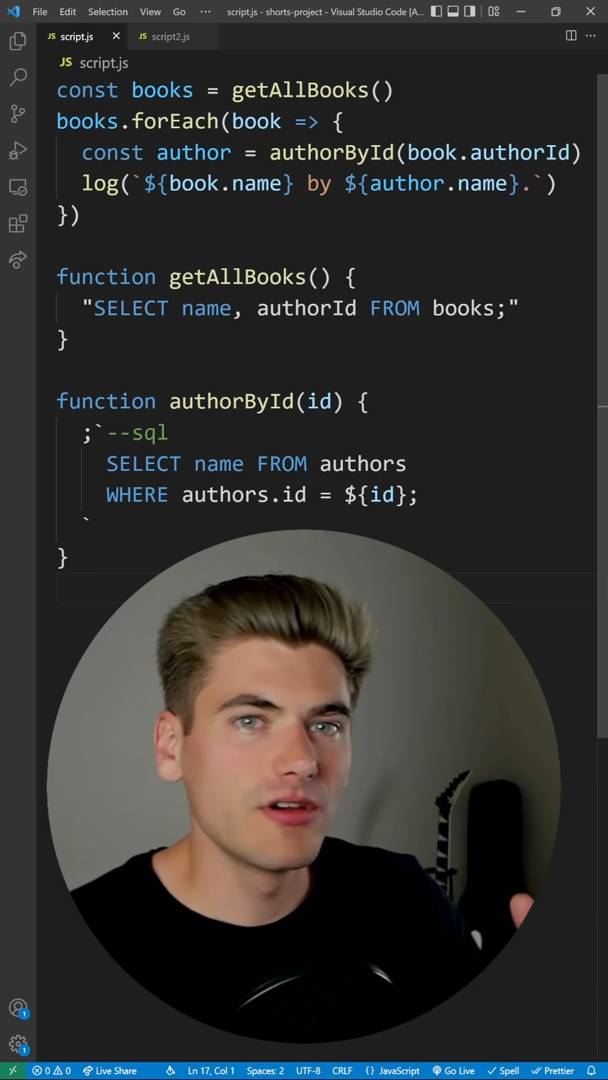 File Edit Selection View Go ··· script.js - shorts-project - Visual Studio Code [A...
JS script.js × JS script2.js
JS script.js
const books = getAllBooks()
books.forEach(book => {
const author = authorById(book.authorId)
log(`${book.name} by ${author.name}.`)
})
function getAllBooks() {
"SELECT name, authorId FROM books;"
}
function authorById(id) {
;`--sql
SELECT name FROM authors
WHERE authors.id = ${id};
`
}
1
1
0 0 Live Share Ln 17, Col 1 Spaces: 2 UTF-8 CRLF {} JavaScript Go Live Spell Prettier